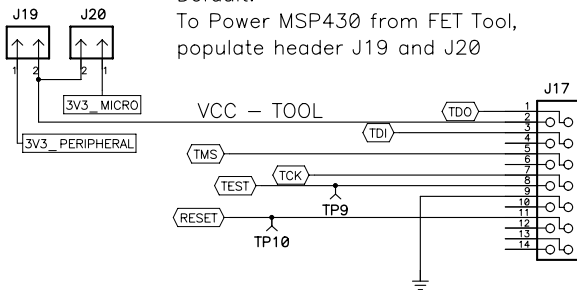 Default:
To Power MSP430 from FET Tool,
populate header J19 and J20
J19 J20
1 2 2 1
3V3_MICRO
3V3_PERIPHERAL
VCC - TOOL
J17
TDO 1
2
TDI 3
4
TMS 5
6
TCK 7
TEST 8
TP9
9
10
RESET 11
TP10
12
13
14